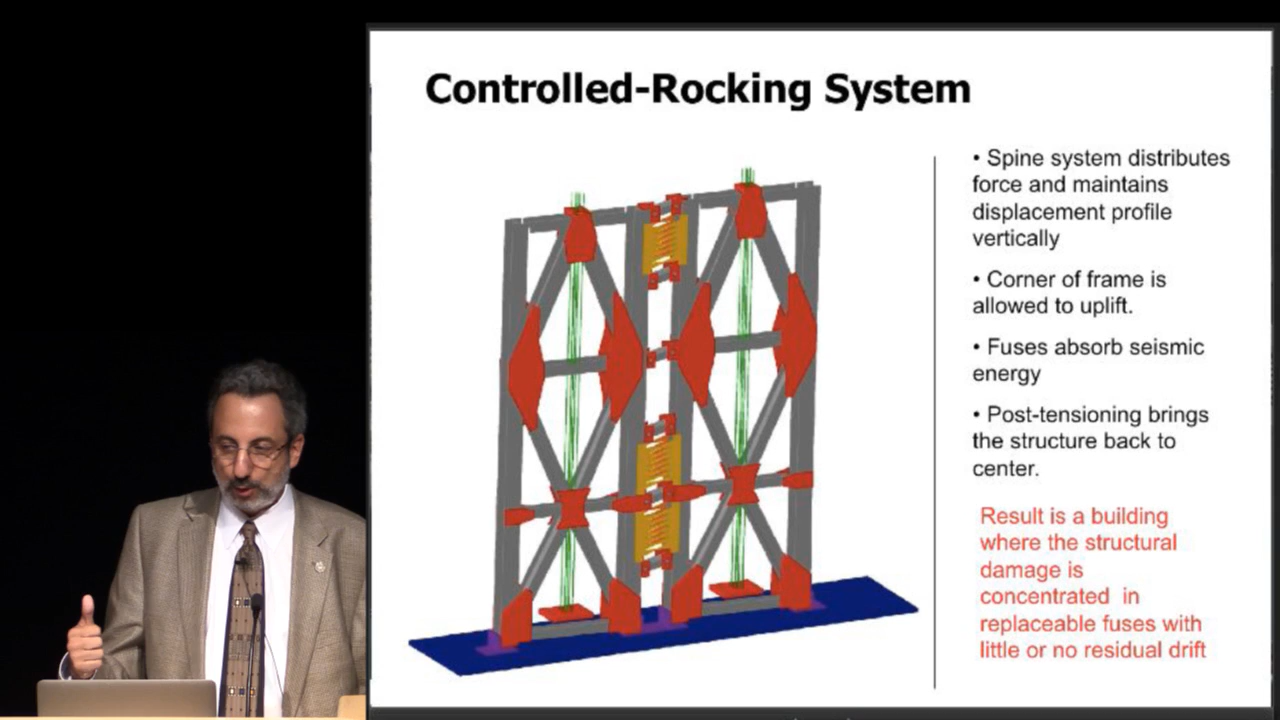 Controlled-Rocking System
• Spine system distributes
force and maintains
displacement profile
vertically
• Corner of frame is
allowed to uplift.
• Fuses absorb seismic
energy
• Post-tensioning brings
the structure back to
center.
Result is a building
where the structural
damage is
concentrated in
replaceable fuses with
little or no residual drift